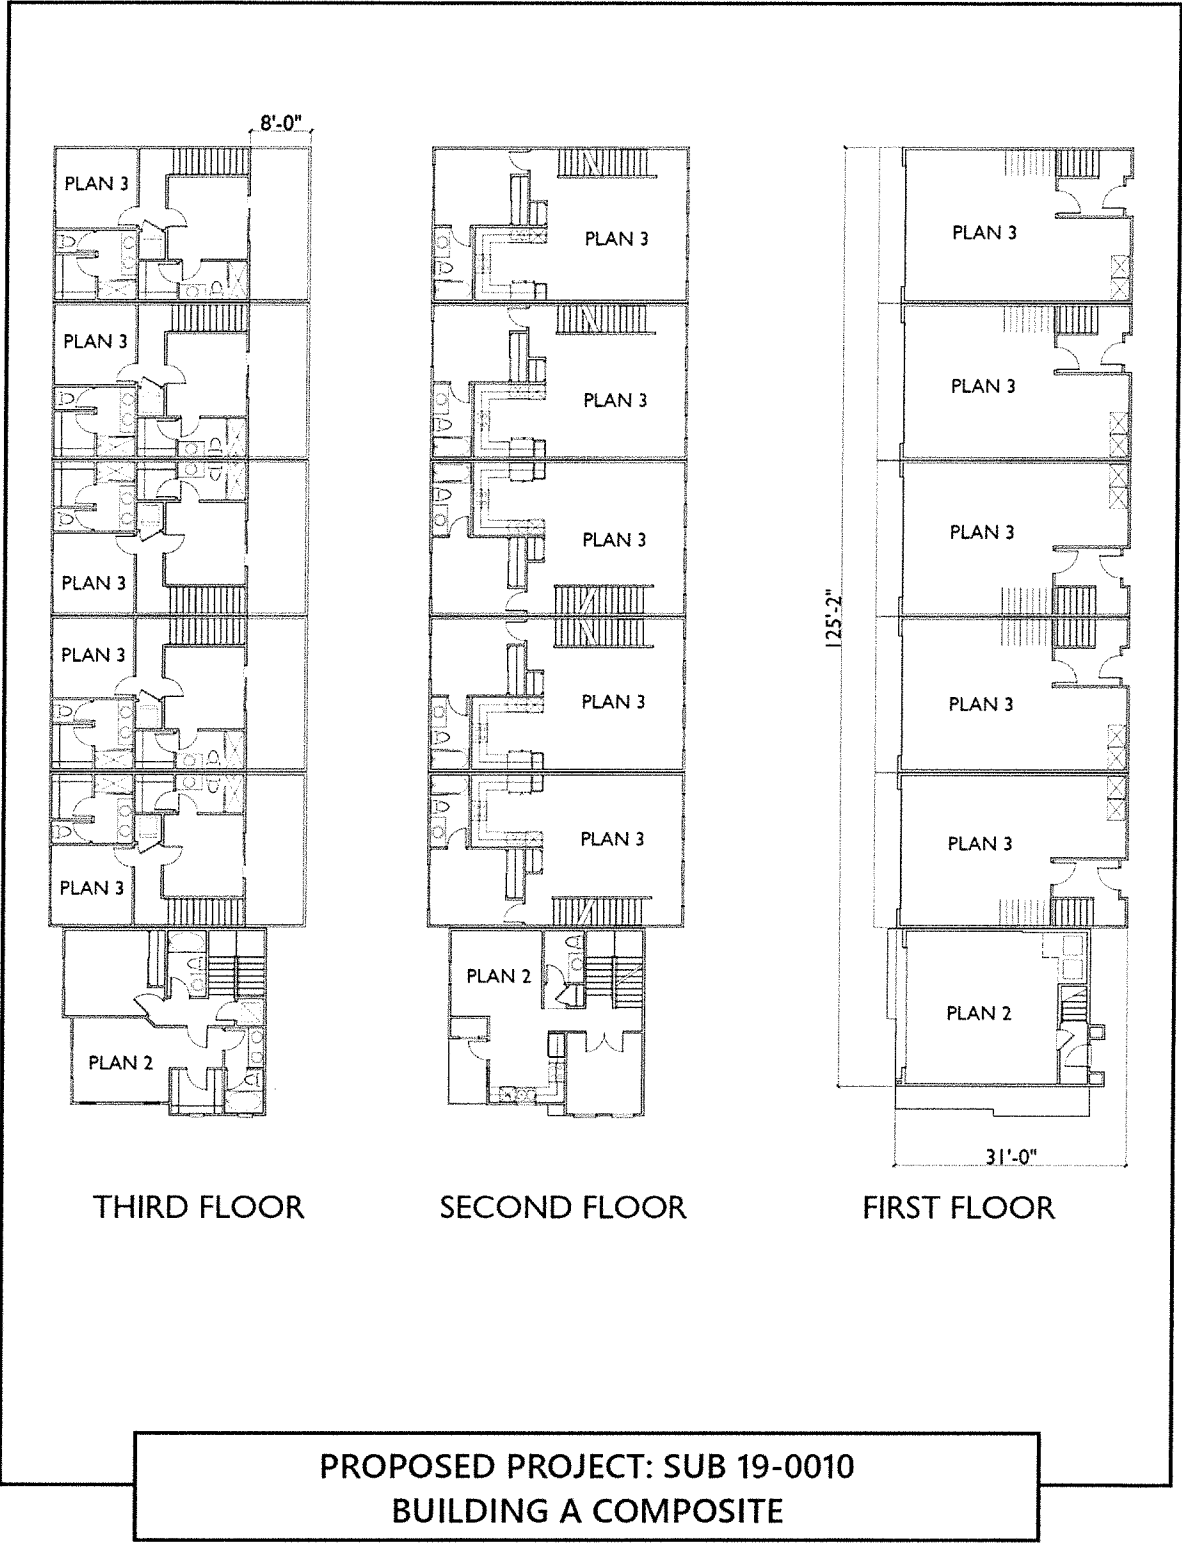 8'-0"
PLAN 3
PLAN 3
PLAN 3
PLAN 3
PLAN 3
PLAN 2
THIRD FLOOR
PLAN 3
PLAN 3
PLAN 3
PLAN 3
PLAN 3
PLAN 2
SECOND FLOOR
125'-2"
PLAN 3
PLAN 3
PLAN 3
PLAN 3
PLAN 3
PLAN 2
31'-0"
FIRST FLOOR
PROPOSED PROJECT: SUB 19-0010
BUILDING A COMPOSITE